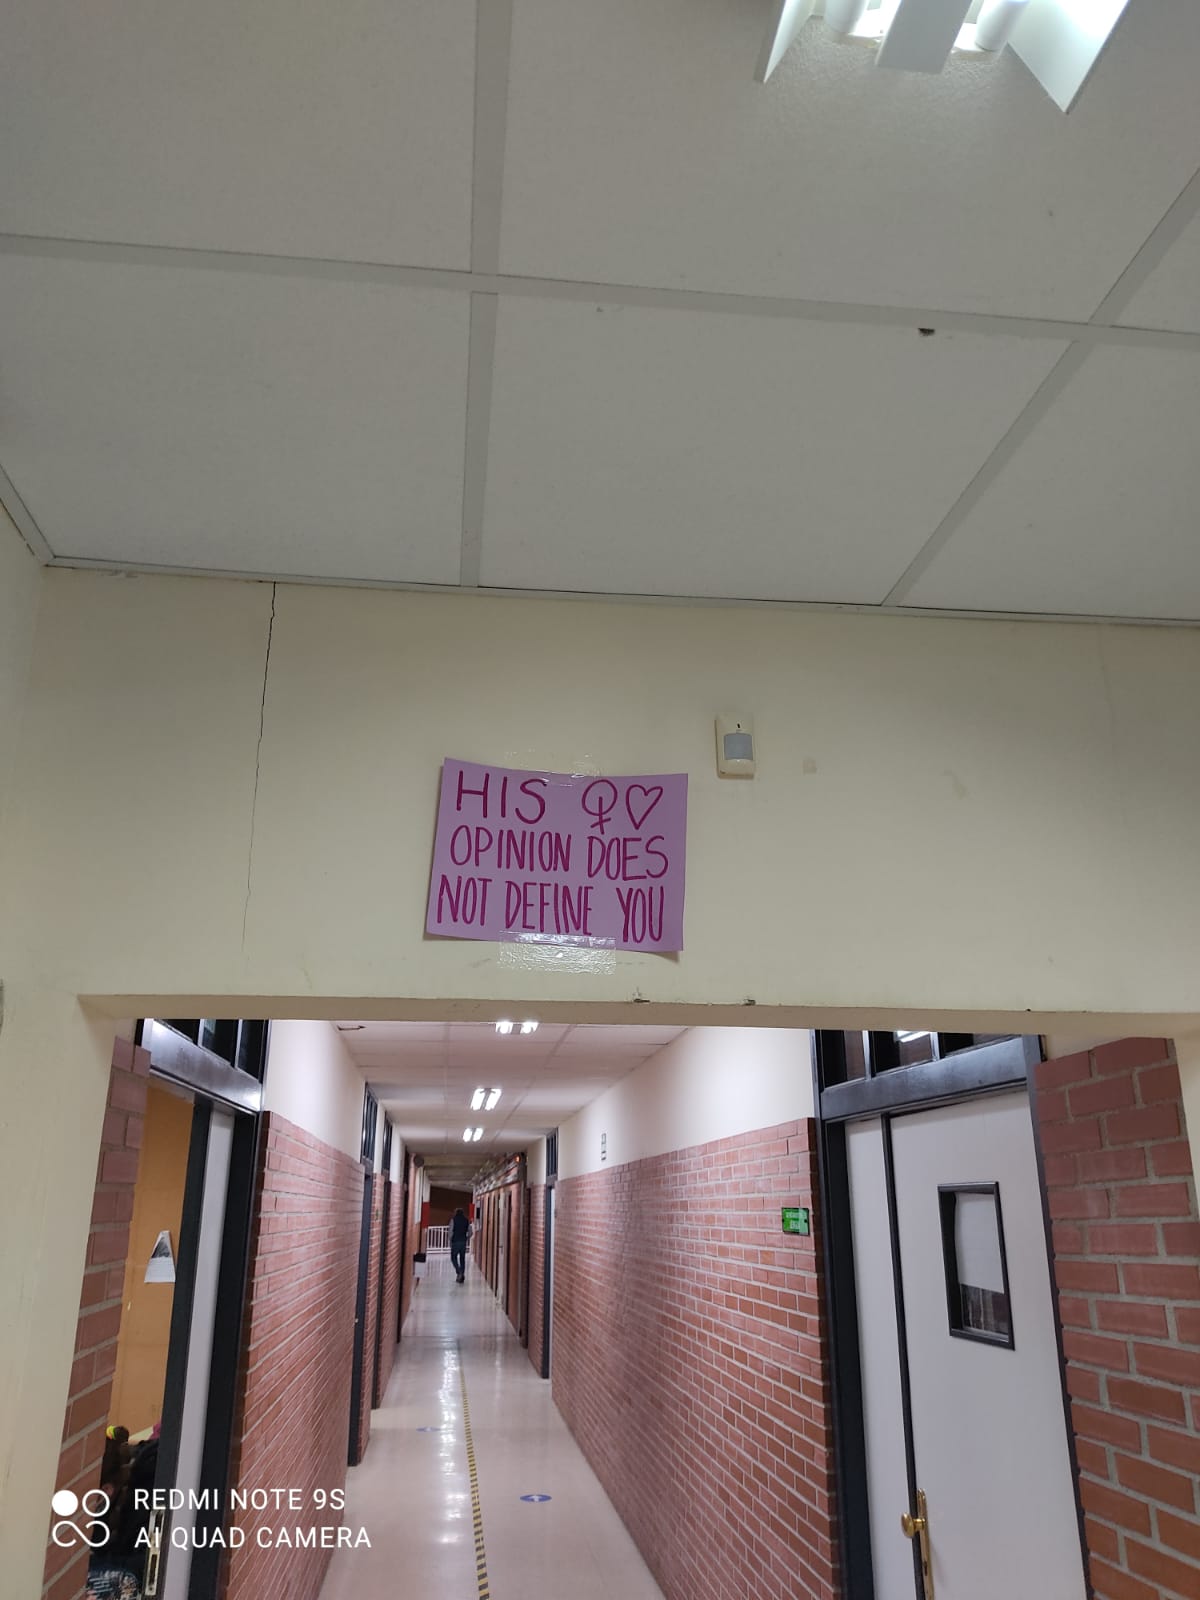 HIS
OPINION DOES
NOT DEFINE YOU
REDMI NOTE 9S
AI QUAD CAMERA